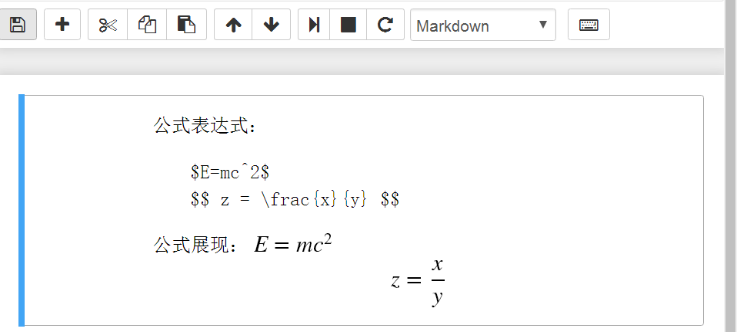 Markdown
公式表达式：
$E=mc^2$
$$ z = \frac{x}{y} $$
公式展现： E = mc²
z = x/y